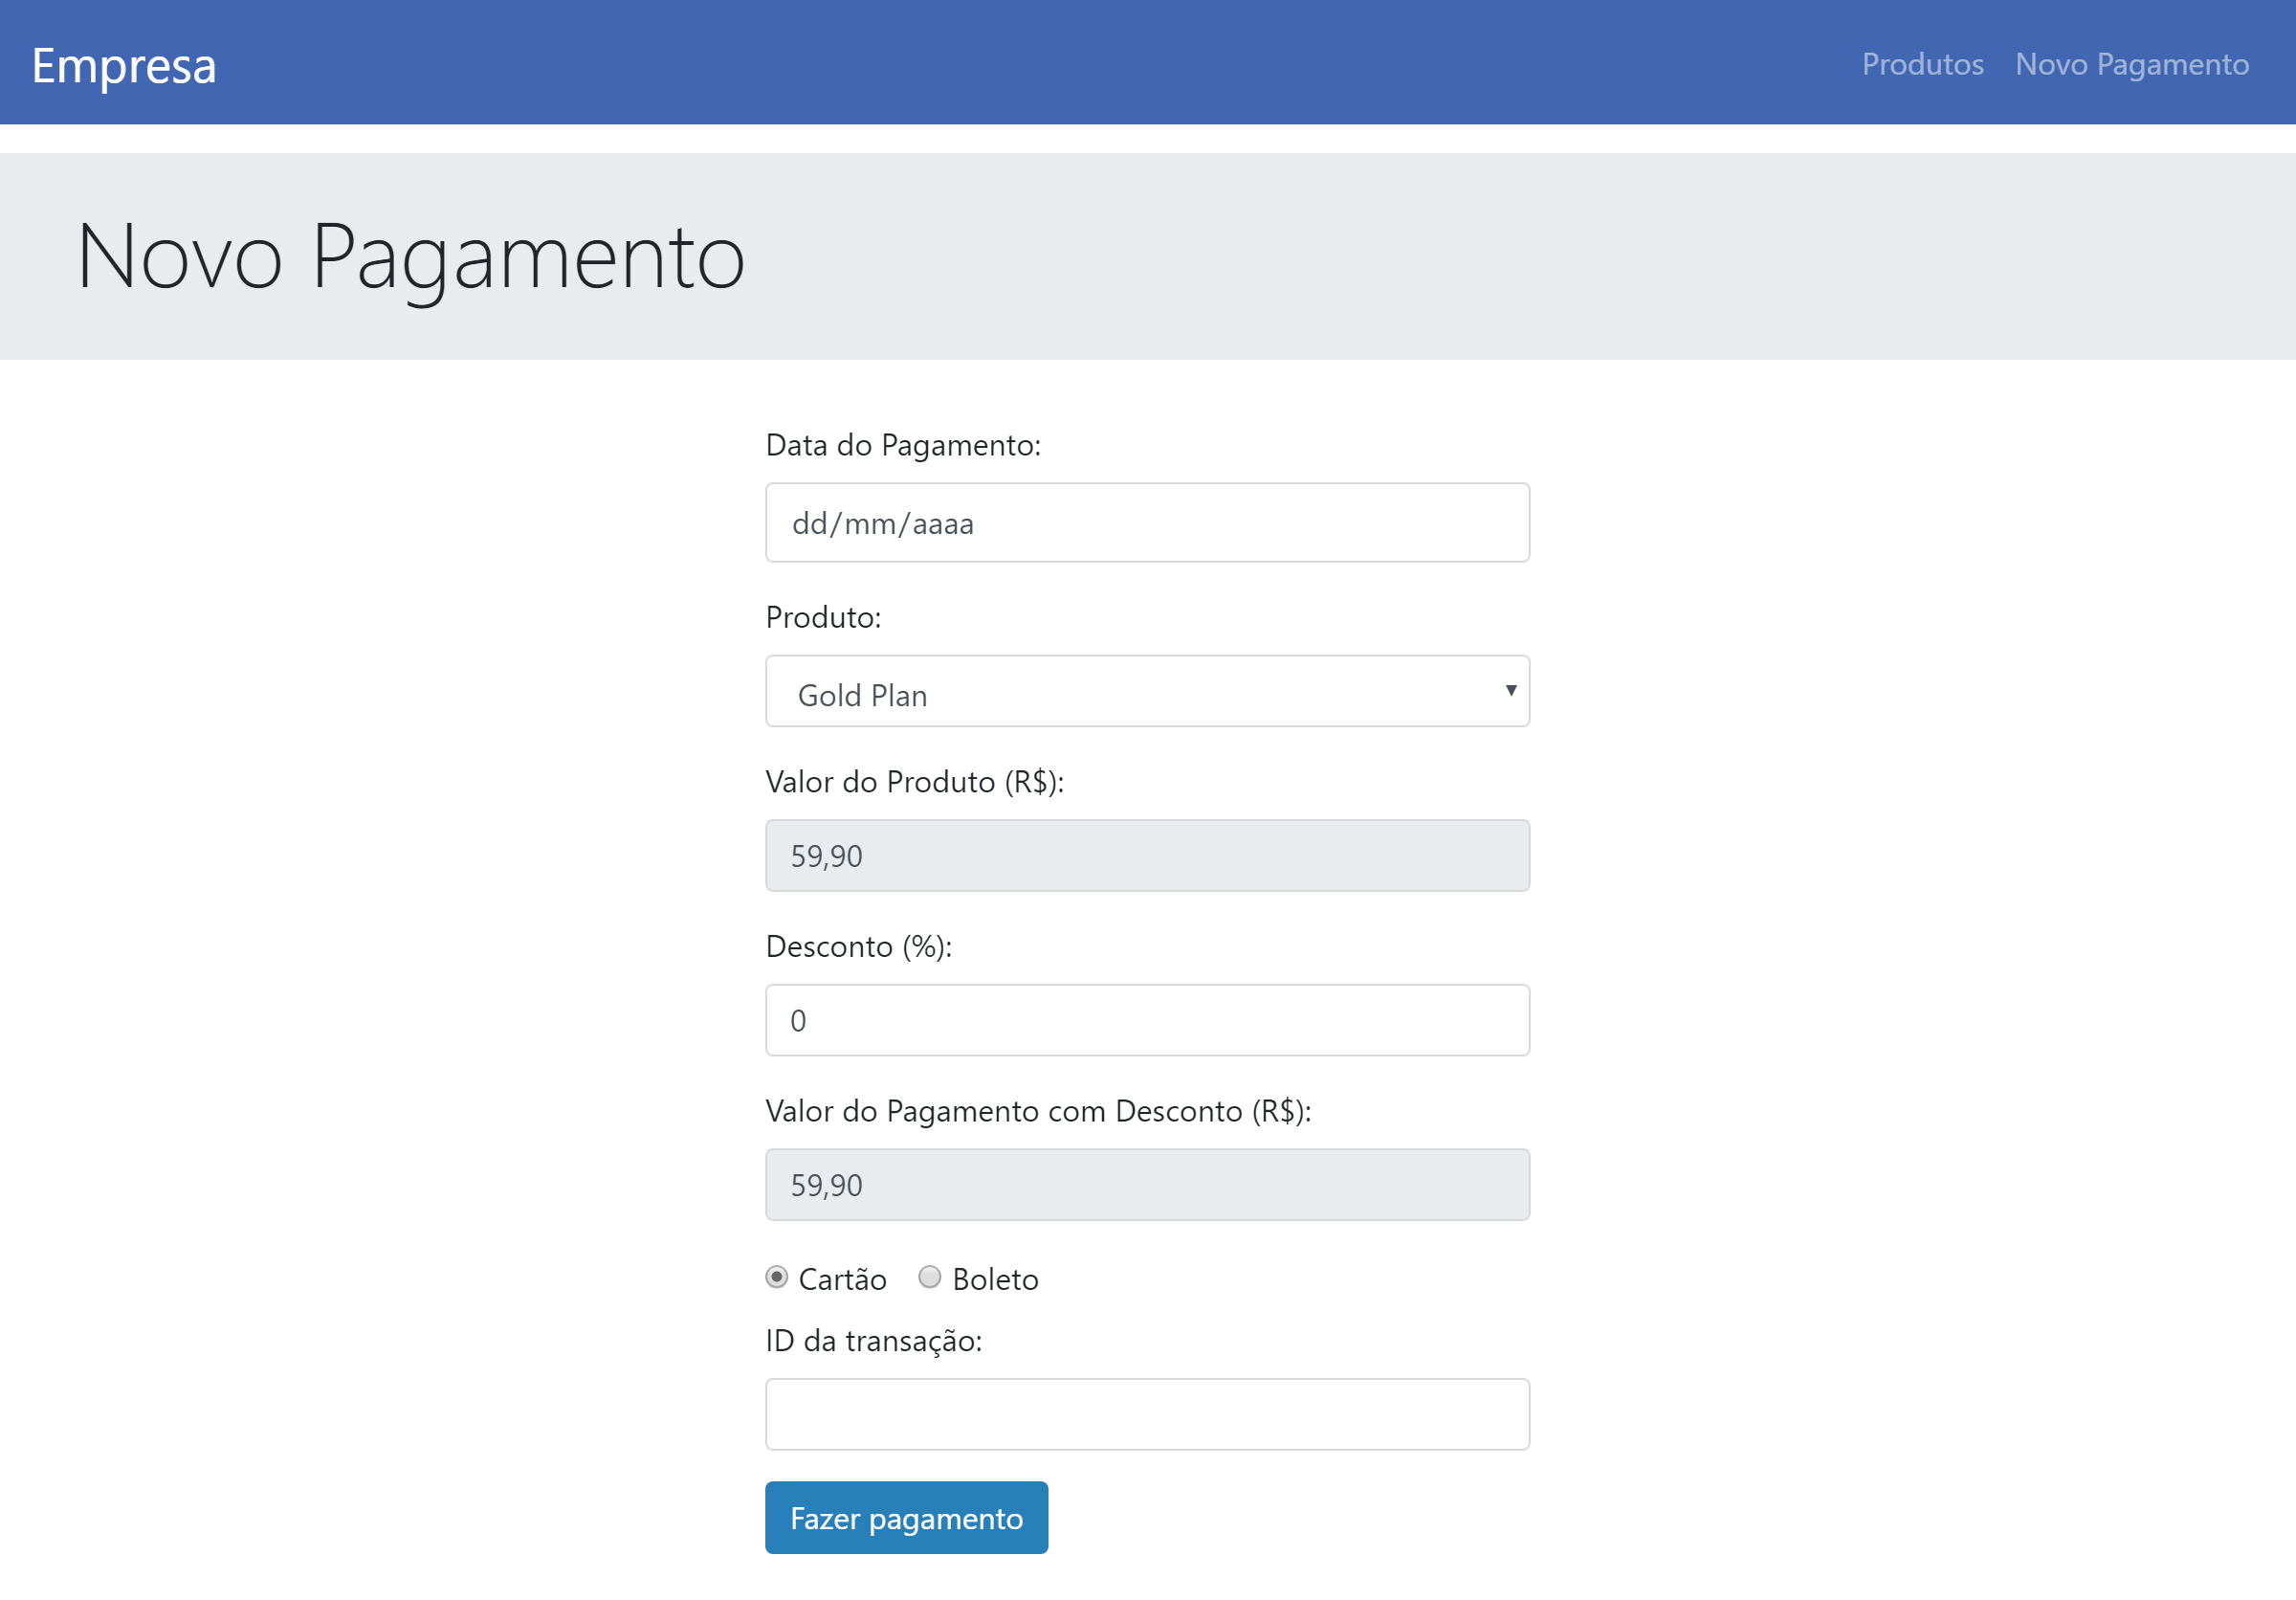 Empresa
Produtos Novo Pagamento
Novo Pagamento
Data do Pagamento:
dd/mm/aaaa
Produto:
Gold Plan
Valor do Produto (R$):
59,90
Desconto (%):
0
Valor do Pagamento com Desconto (R$):
59,90
Cartão Boleto
ID da transação:
Fazer pagamento